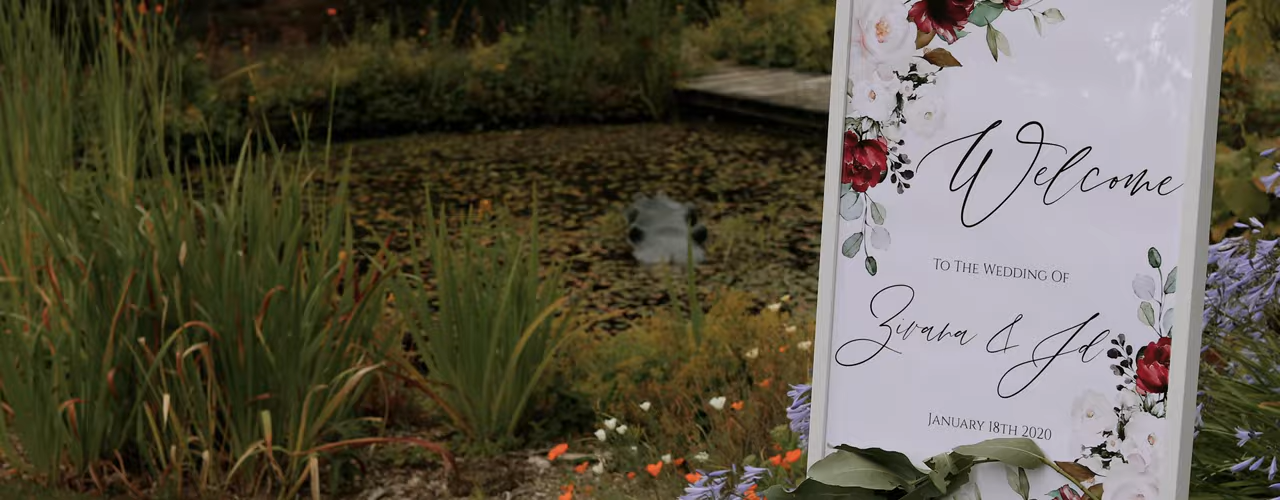 Welcome
To The Wedding Of
Zivana & Jd
January 18th 2020